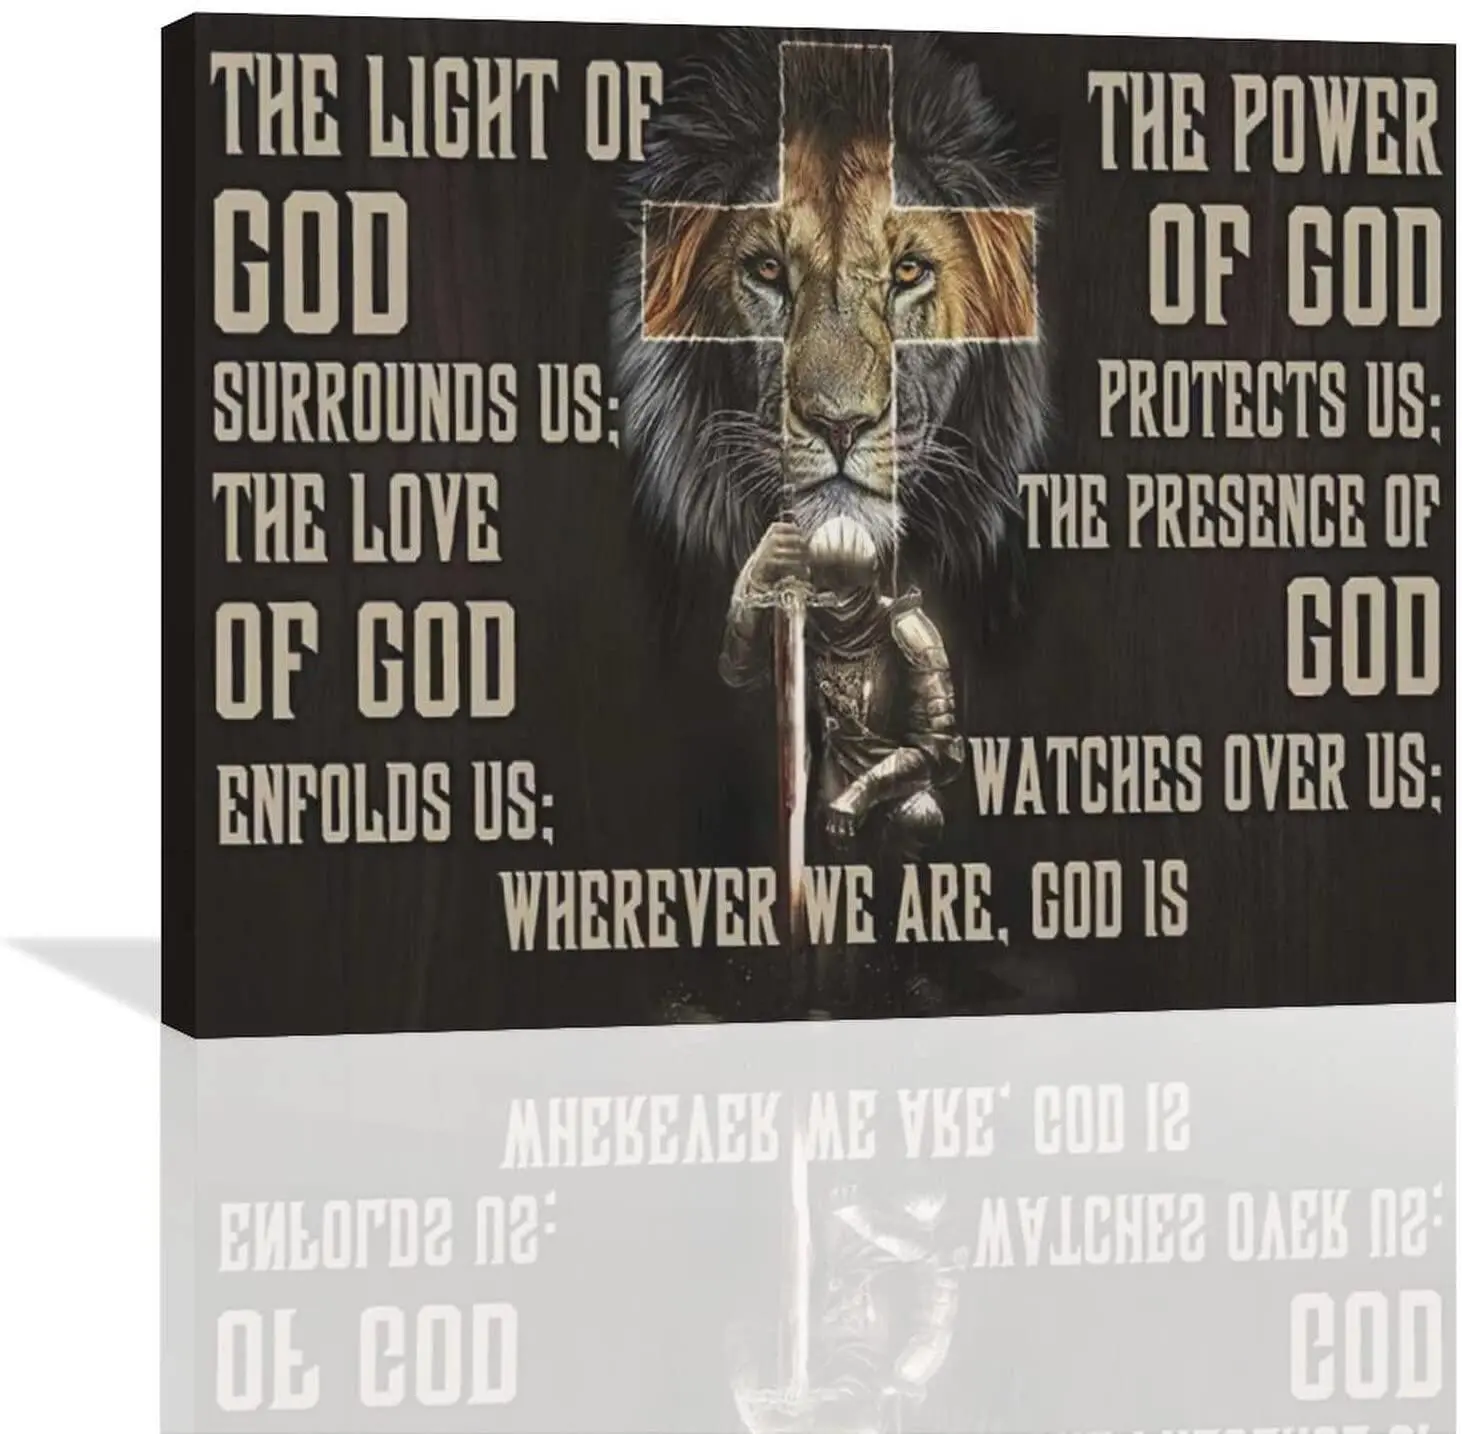 THE LIGHT OF
GOD
SURROUNDS US;
THE LOVE
OF GOD
ENFOLDS US;
THE POWER
OF GOD
PROTECTS US;
THE PRESENCE OF
GOD
WATCHES OVER US;
WHEREVER WE ARE, GOD IS